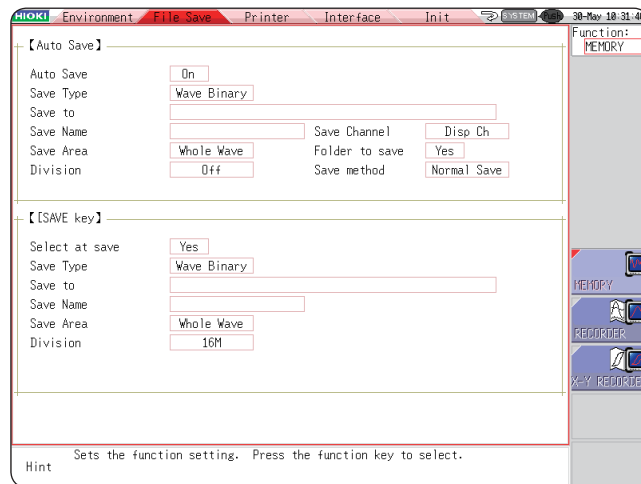 HIOKI Environment File Save Printer Interface Init SYSTEM Push 30-May 10:31:40
Function:
MEMORY
【Auto Save】
Auto Save On
Save Type Wave Binary
Save to
Save Name Save Channel Disp Ch
Save Area Whole Wave Folder to save Yes
Division Off Save method Normal Save
【[SAVE key】
Select at save Yes
Save Type Wave Binary
Save to
Save Name
Save Area Whole Wave
Division 16M
MEMORY
RECORDER
X-Y RECORDE
Sets the function setting. Press the function key to select.
Hint